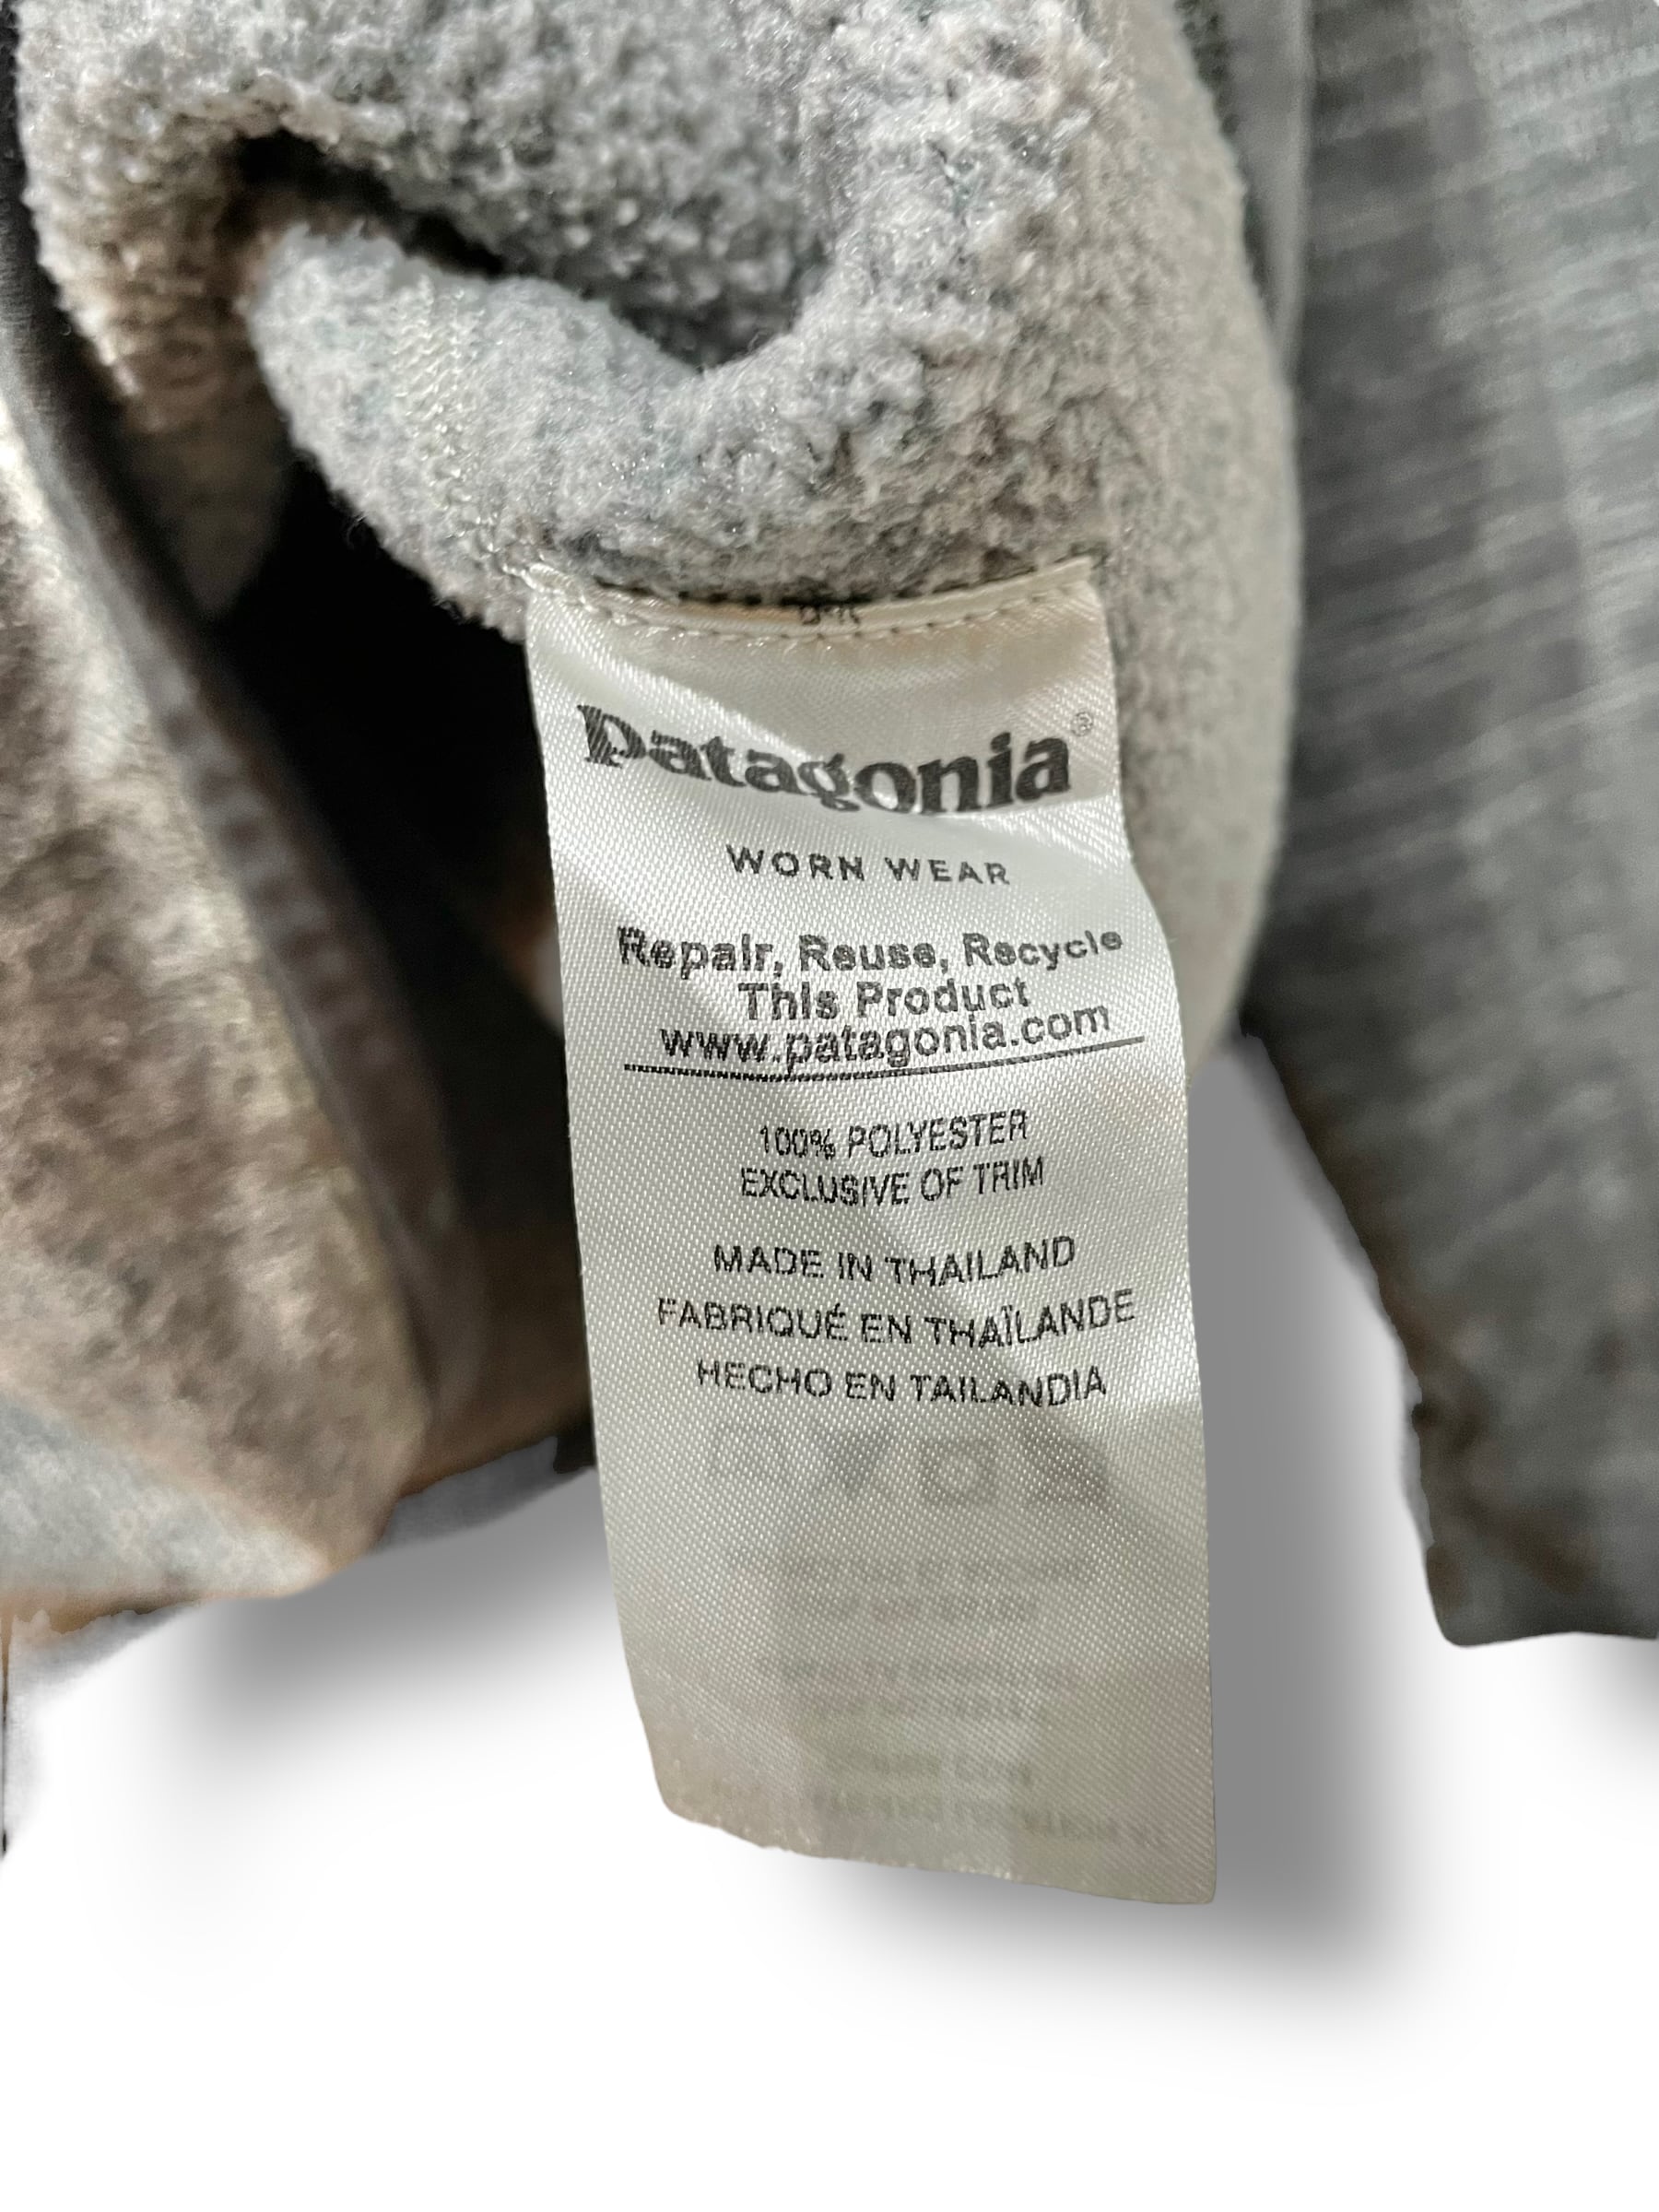 patagonia®
WORN WEAR
Repair, Reuse, Recycle
This Product
www.patagonia.com
100% POLYESTER
EXCLUSIVE OF TRIM
MADE IN THAILAND
FABRIQUÉ EN THAÏLANDE
HECHO EN TAILANDIA